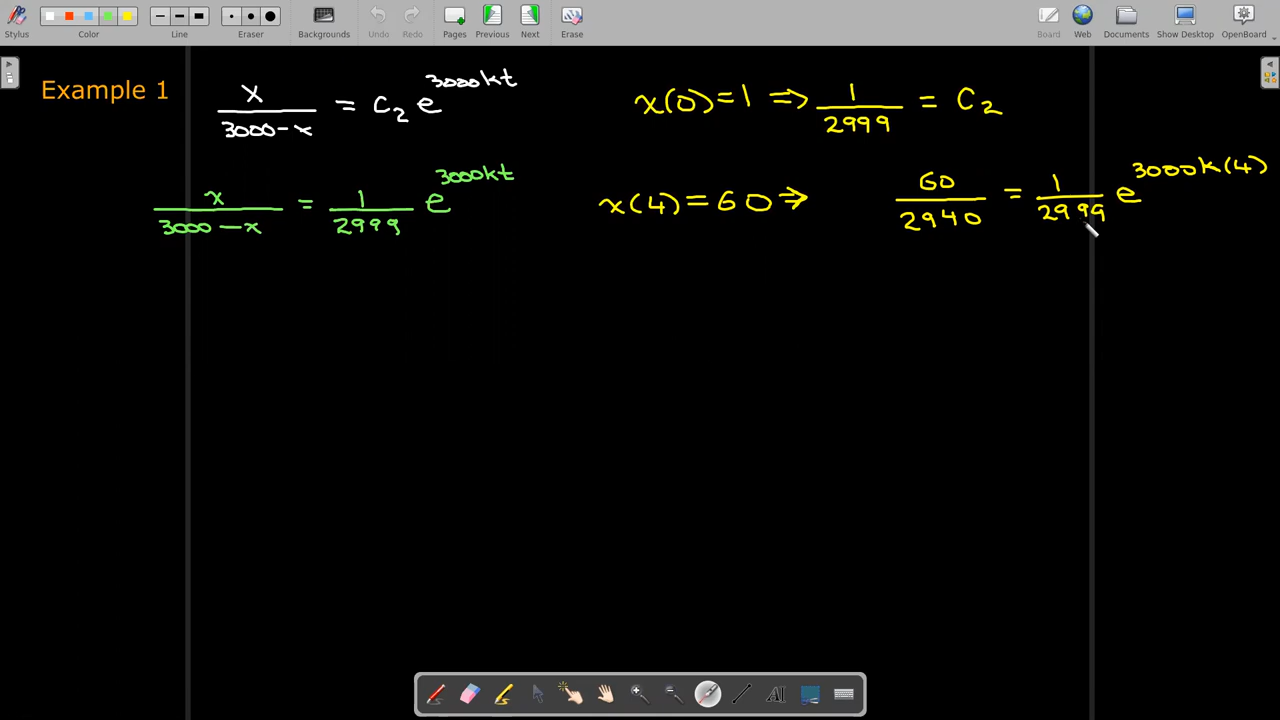 Stylus Color Line Eraser Backgrounds Undo Redo Pages Previous Next Erase Board Web Documents Show Desktop OpenBoard
Example 1
x/(3000-x) = C₂ e^(3000kt)
x(0)=1 ⇒ 1/2999 = C₂
x/(3000-x) = 1/2999 e^(3000kt)
x(4)=60 ⇒ 60/2940 = 1/2999 e^(3000k(4))
AI